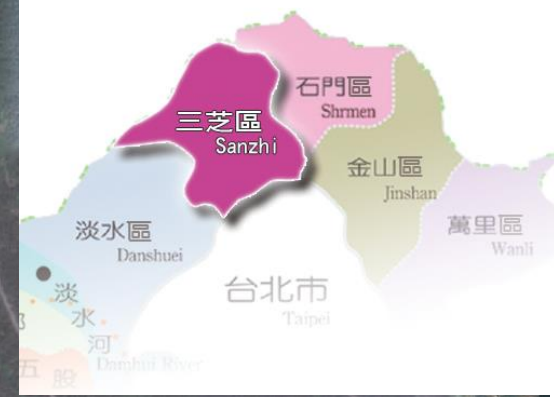 石門區
Shrmen
三芝區
Sanzhi
金山區
Jinshan
萬里區
Wanli
淡水區
Danshuei
台北市
Taipei
淡
水
河
Danhui River
五 股